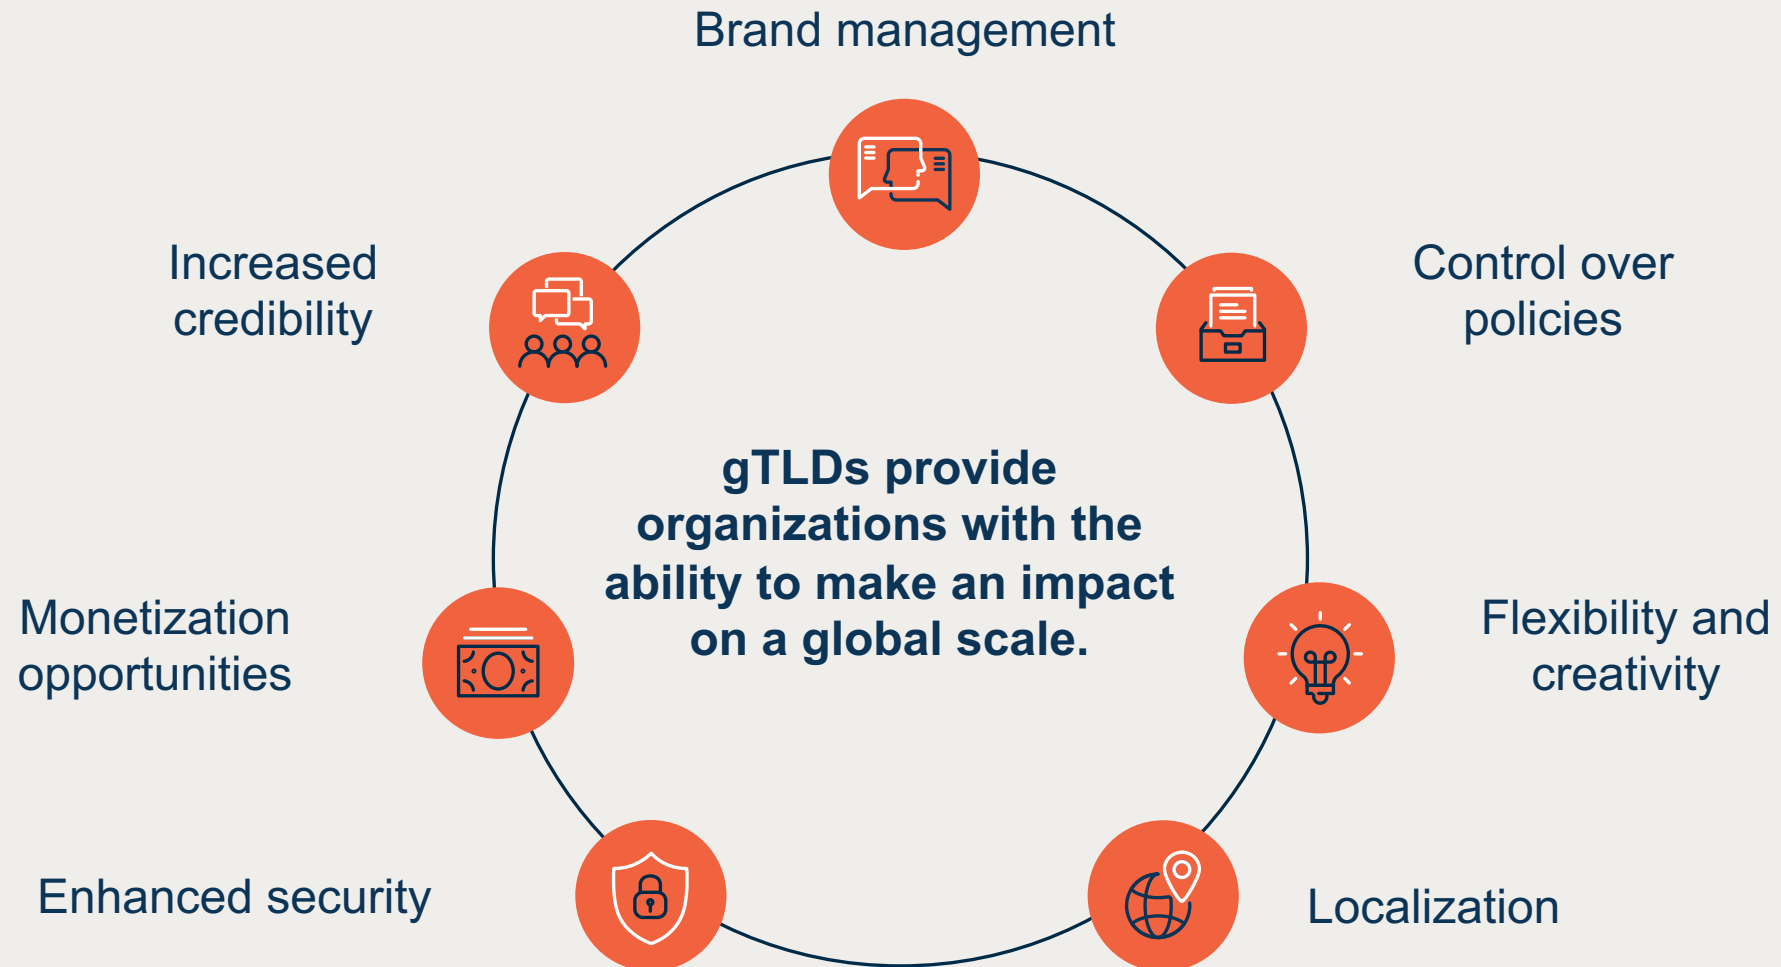 Brand management
Increased
credibility
Control over
policies
gTLDs provide
organizations with the
ability to make an impact
on a global scale.
Monetization
opportunities
Flexibility and
creativity
Enhanced security
Localization